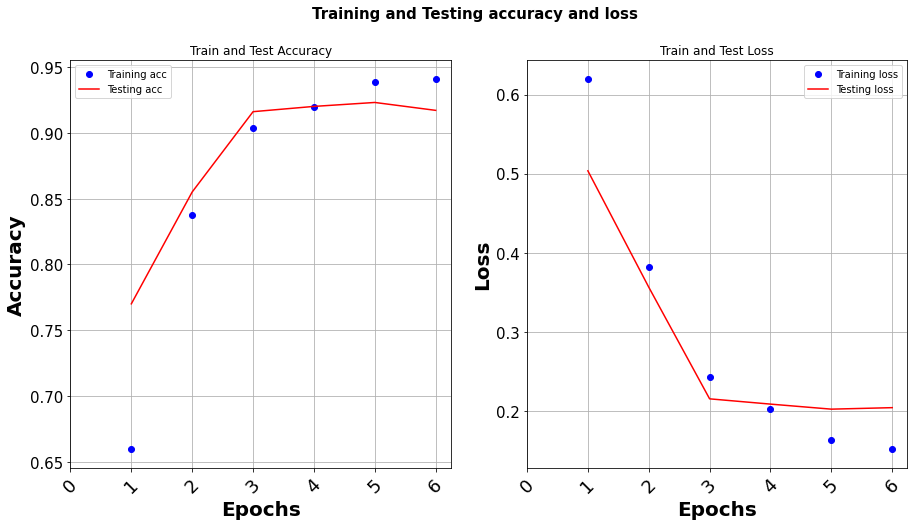 Training and Testing accuracy and loss
Train and Test Accuracy
Training acc
Testing acc
0.95
0.90
0.85
0.80
0.75
0.70
0.65
Accuracy
0 1 2 3 4 5 6
Epochs
Train and Test Loss
Training loss
Testing loss
0.6
0.5
0.4
0.3
0.2
Loss
0 1 2 3 4 5 6
Epochs